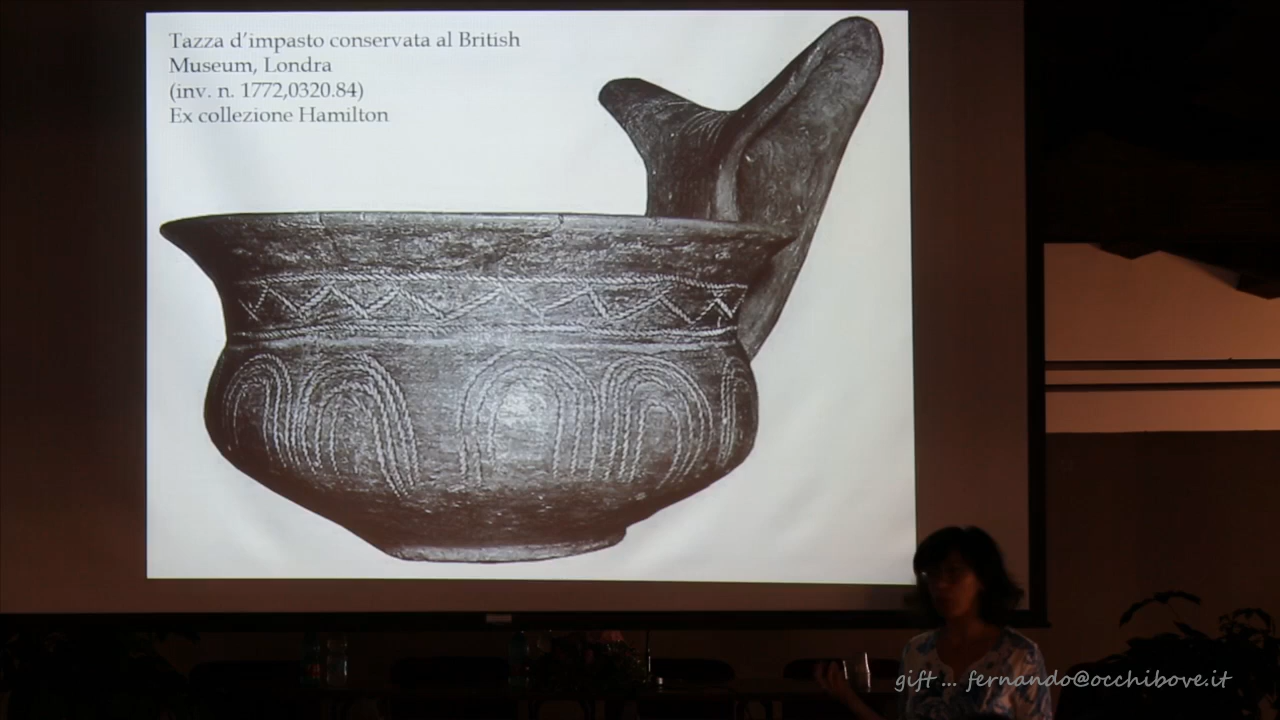 Tazza d’impasto conservata al British
Museum, Londra
(inv. n. 1772,0320.84)
Ex collezione Hamilton
gift ... fernando@occhibove.it